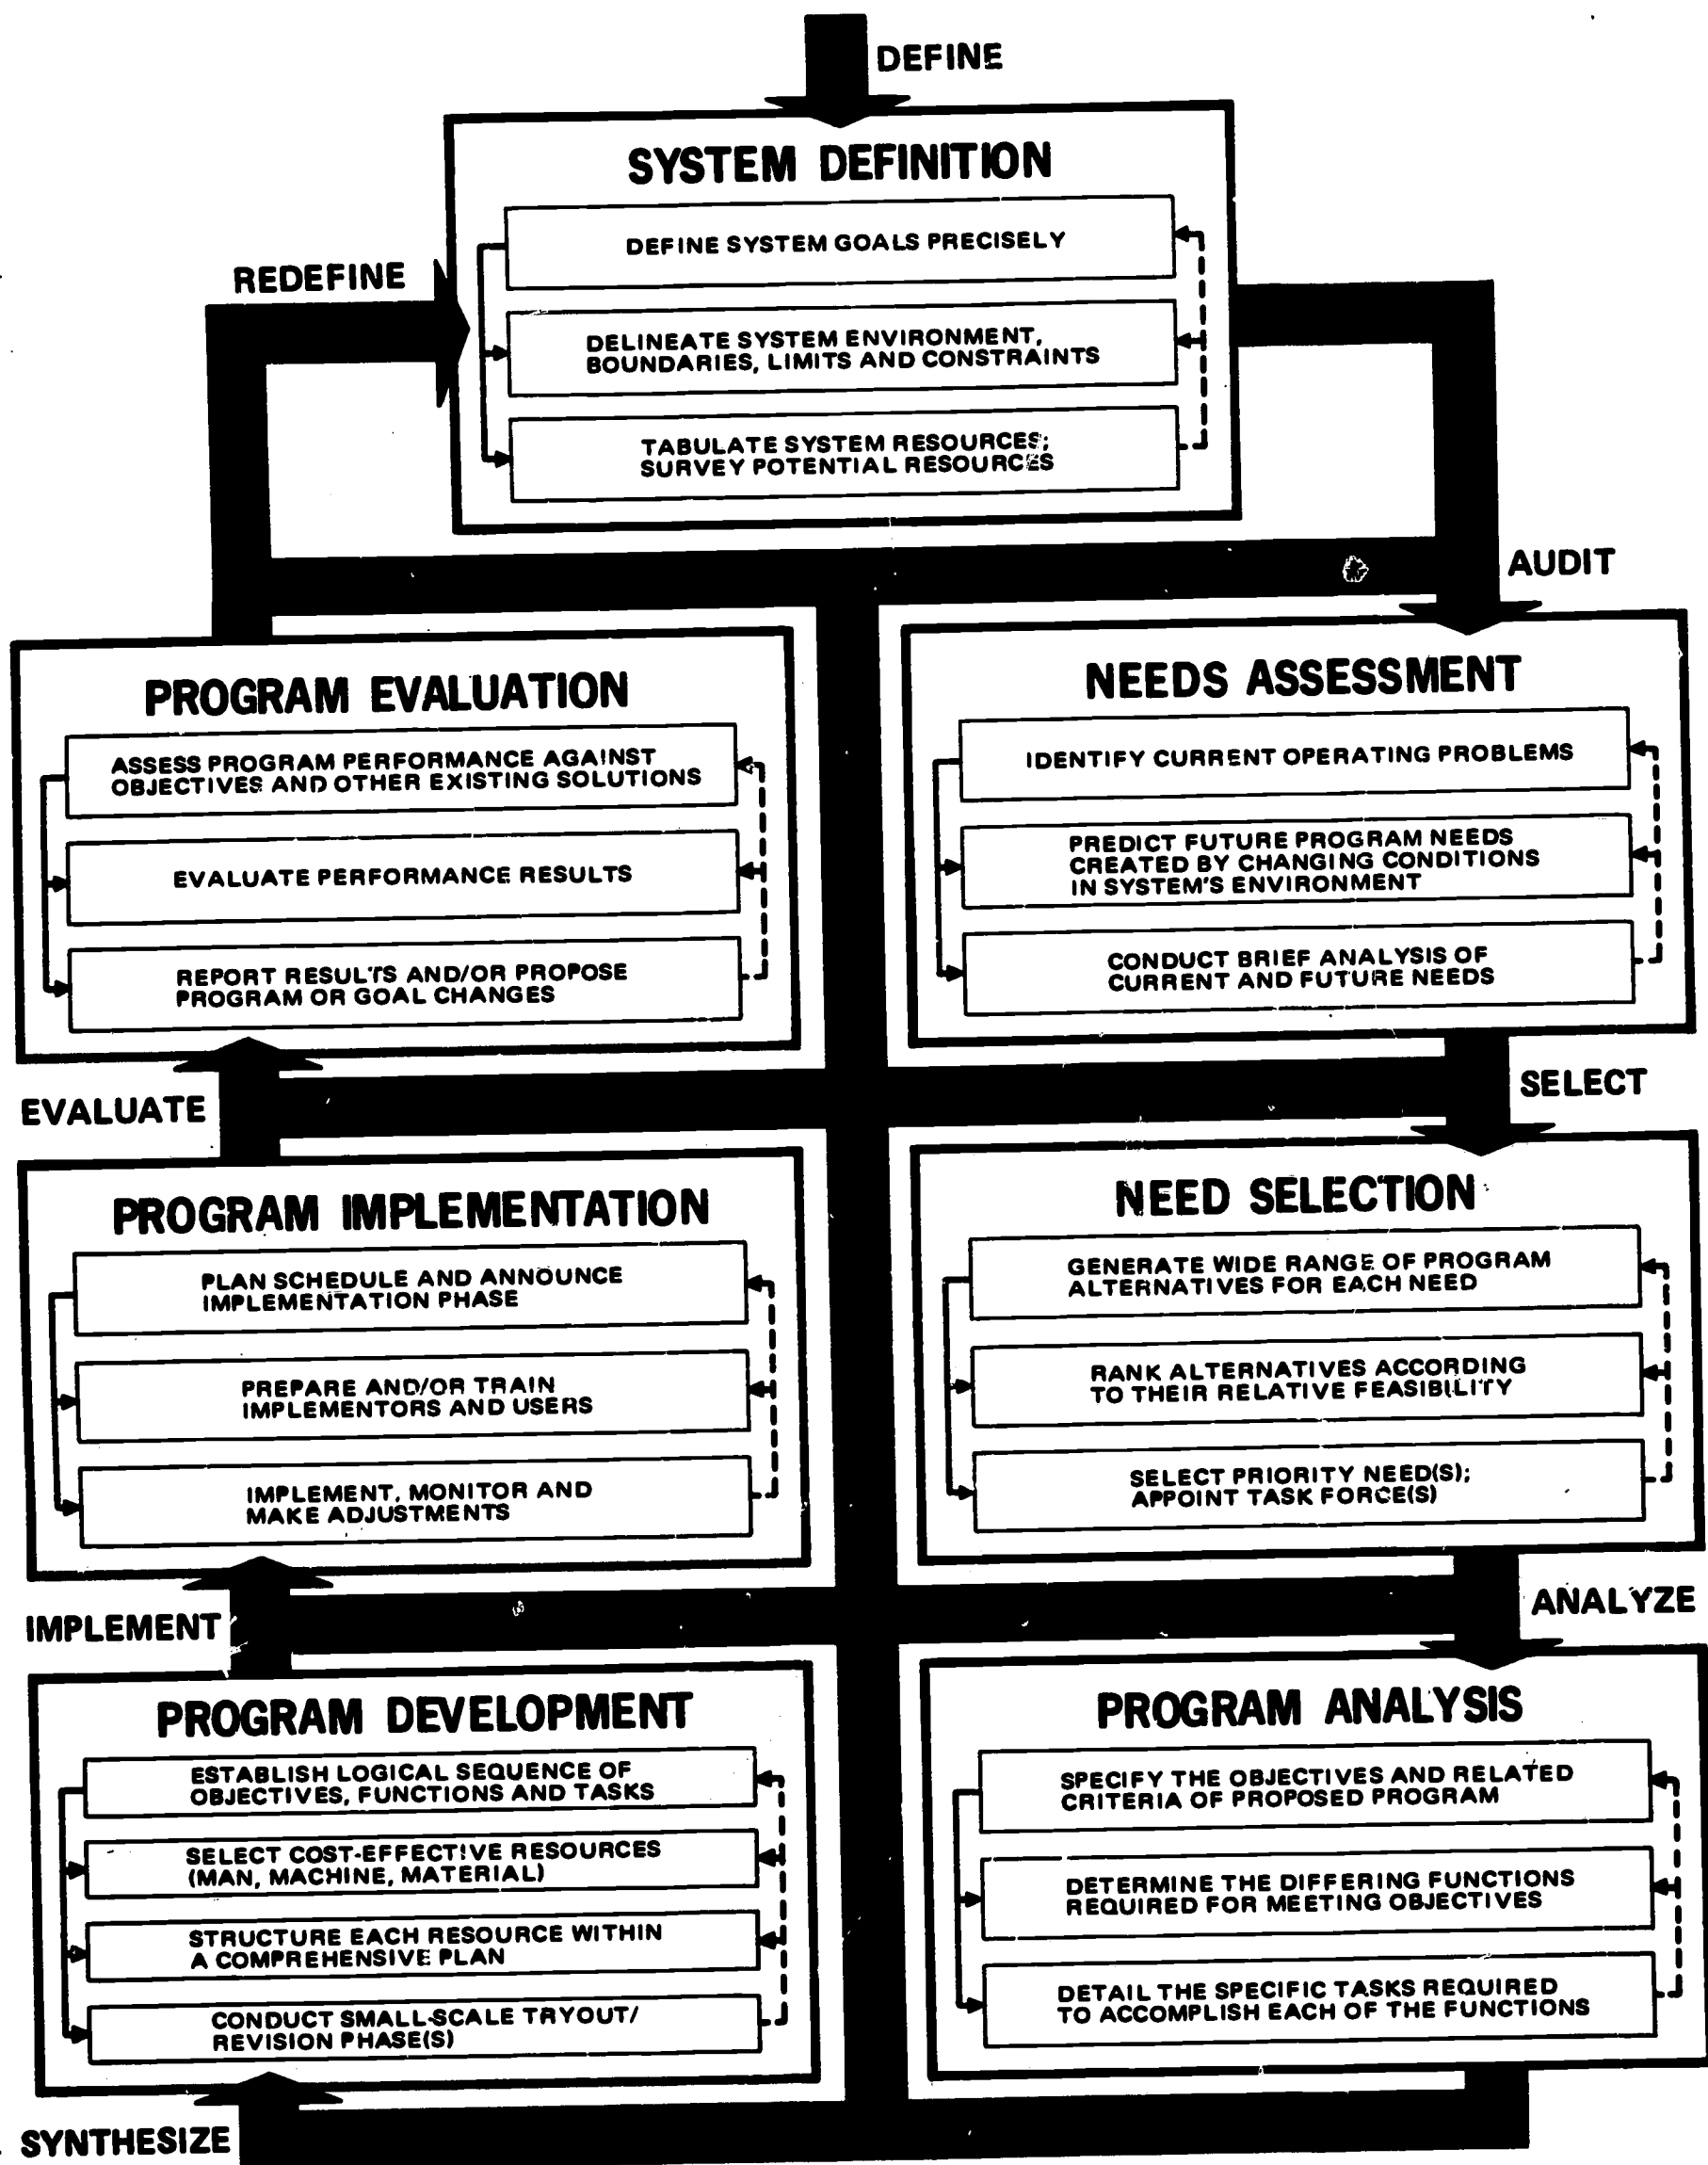 DEFINE
SYSTEM DEFINITION
DEFINE SYSTEM GOALS PRECISELY
DELINEATE SYSTEM ENVIRONMENT,
BOUNDARIES, LIMITS AND CONSTRAINTS
TABULATE SYSTEM RESOURCES;
SURVEY POTENTIAL RESOURCES
REDEFINE
AUDIT
NEEDS ASSESSMENT
IDENTIFY CURRENT OPERATING PROBLEMS
PREDICT FUTURE PROGRAM NEEDS
CREATED BY CHANGING CONDITIONS
IN SYSTEM'S ENVIRONMENT
CONDUCT BRIEF ANALYSIS OF
CURRENT AND FUTURE NEEDS
SELECT
NEED SELECTION
GENERATE WIDE RANGE OF PROGRAM
ALTERNATIVES FOR EACH NEED
RANK ALTERNATIVES ACCORDING
TO THEIR RELATIVE FEASIBILITY
SELECT PRIORITY NEED(S);
APPOINT TASK FORCE(S)
ANALYZE
PROGRAM ANALYSIS
SPECIFY THE OBJECTIVES AND RELATED
CRITERIA OF PROPOSED PROGRAM
DETERMINE THE DIFFERING FUNCTIONS
REQUIRED FOR MEETING OBJECTIVES
DETAIL THE SPECIFIC TASKS REQUIRED
TO ACCOMPLISH EACH OF THE FUNCTIONS
SYNTHESIZE
PROGRAM DEVELOPMENT
ESTABLISH LOGICAL SEQUENCE OF
OBJECTIVES, FUNCTIONS AND TASKS
SELECT COST-EFFECTIVE RESOURCES
(MAN, MACHINE, MATERIAL)
STRUCTURE EACH RESOURCE WITHIN
A COMPREHENSIVE PLAN
CONDUCT SMALL-SCALE TRYOUT/
REVISION PHASE(S)
IMPLEMENT
PROGRAM IMPLEMENTATION
PLAN SCHEDULE AND ANNOUNCE
IMPLEMENTATION PHASE
PREPARE AND/OR TRAIN
IMPLEMENTORS AND USERS
IMPLEMENT, MONITOR AND
MAKE ADJUSTMENTS
EVALUATE
PROGRAM EVALUATION
ASSESS PROGRAM PERFORMANCE AGAINST
OBJECTIVES AND OTHER EXISTING SOLUTIONS
EVALUATE PERFORMANCE RESULTS
REPORT RESULTS AND/OR PROPOSE
PROGRAM OR GOAL CHANGES